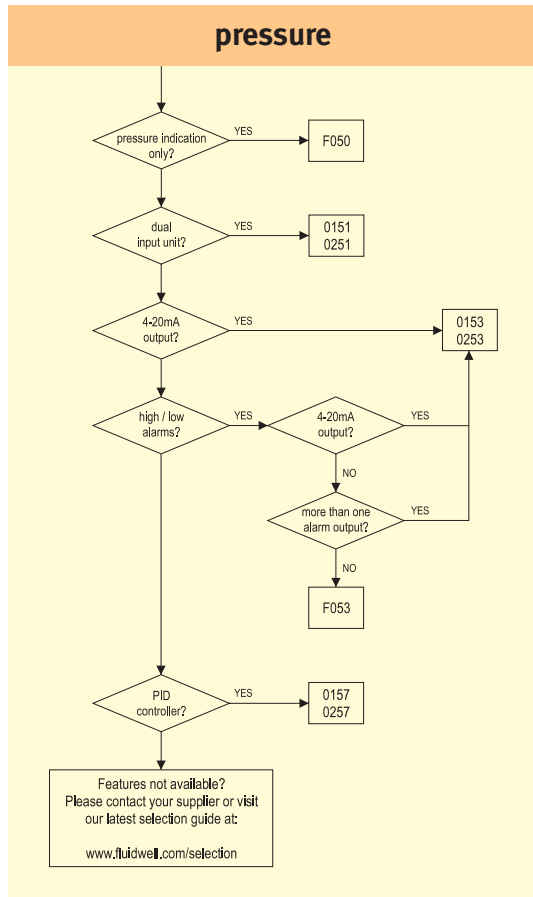 pressure
pressure indication
only?
YES
F050
dual
input unit?
YES
0151
0251
4-20mA
output?
YES
0153
0253
high / low
alarms?
YES
4-20mA
output?
YES
NO
more than one
alarm output?
YES
NO
F053
PID
controller?
YES
0157
0257
Features not available?
Please contact your supplier or visit
our latest selection guide at:
www.fluidwell.com/selection